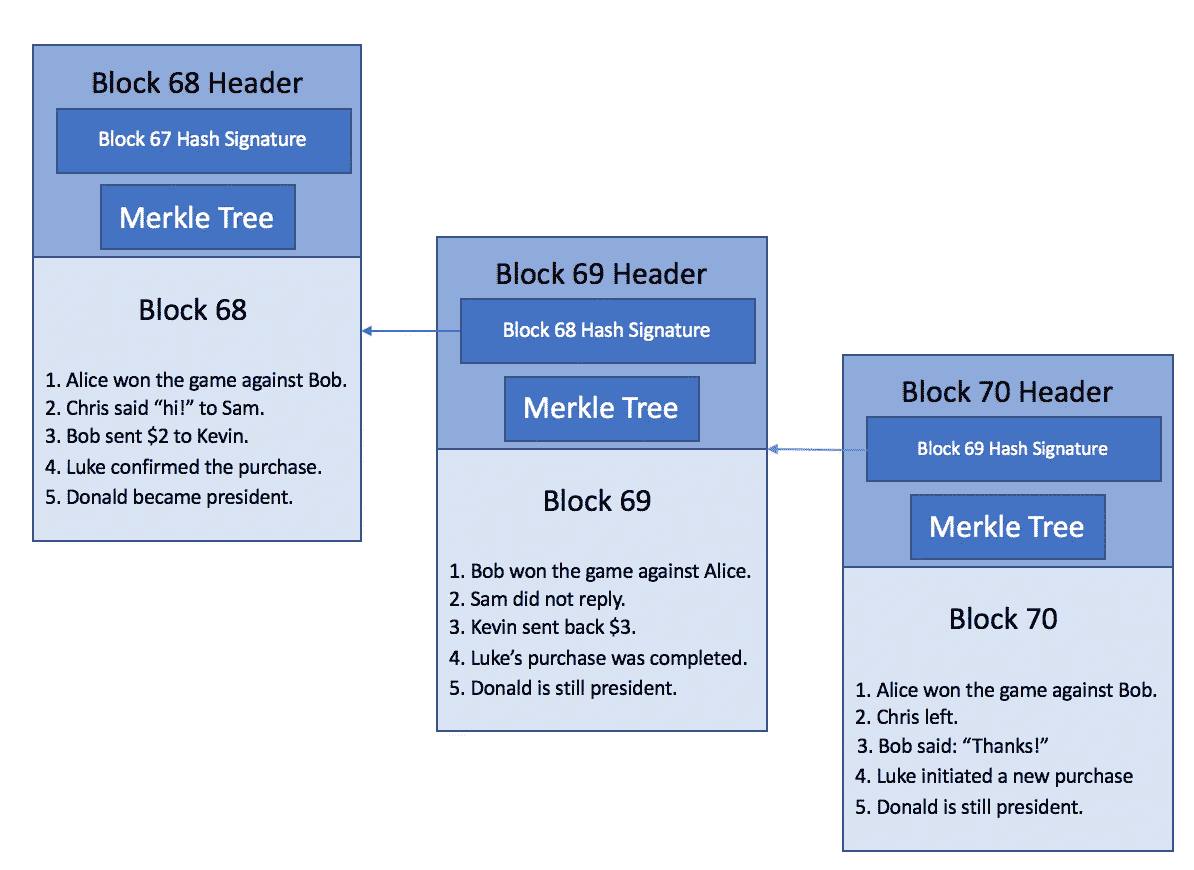 Block 68 Header
Block 67 Hash Signature
Merkle Tree
Block 68
1. Alice won the game against Bob.
2. Chris said “hi!” to Sam.
3. Bob sent $2 to Kevin.
4. Luke confirmed the purchase.
5. Donald became president.
Block 69 Header
Block 68 Hash Signature
Merkle Tree
Block 69
1. Bob won the game against Alice.
2. Sam did not reply.
3. Kevin sent back $3.
4. Luke’s purchase was completed.
5. Donald is still president.
Block 70 Header
Block 69 Hash Signature
Merkle Tree
Block 70
1. Alice won the game against Bob.
2. Chris left.
3. Bob said: “Thanks!”
4. Luke initiated a new purchase
5. Donald is still president.